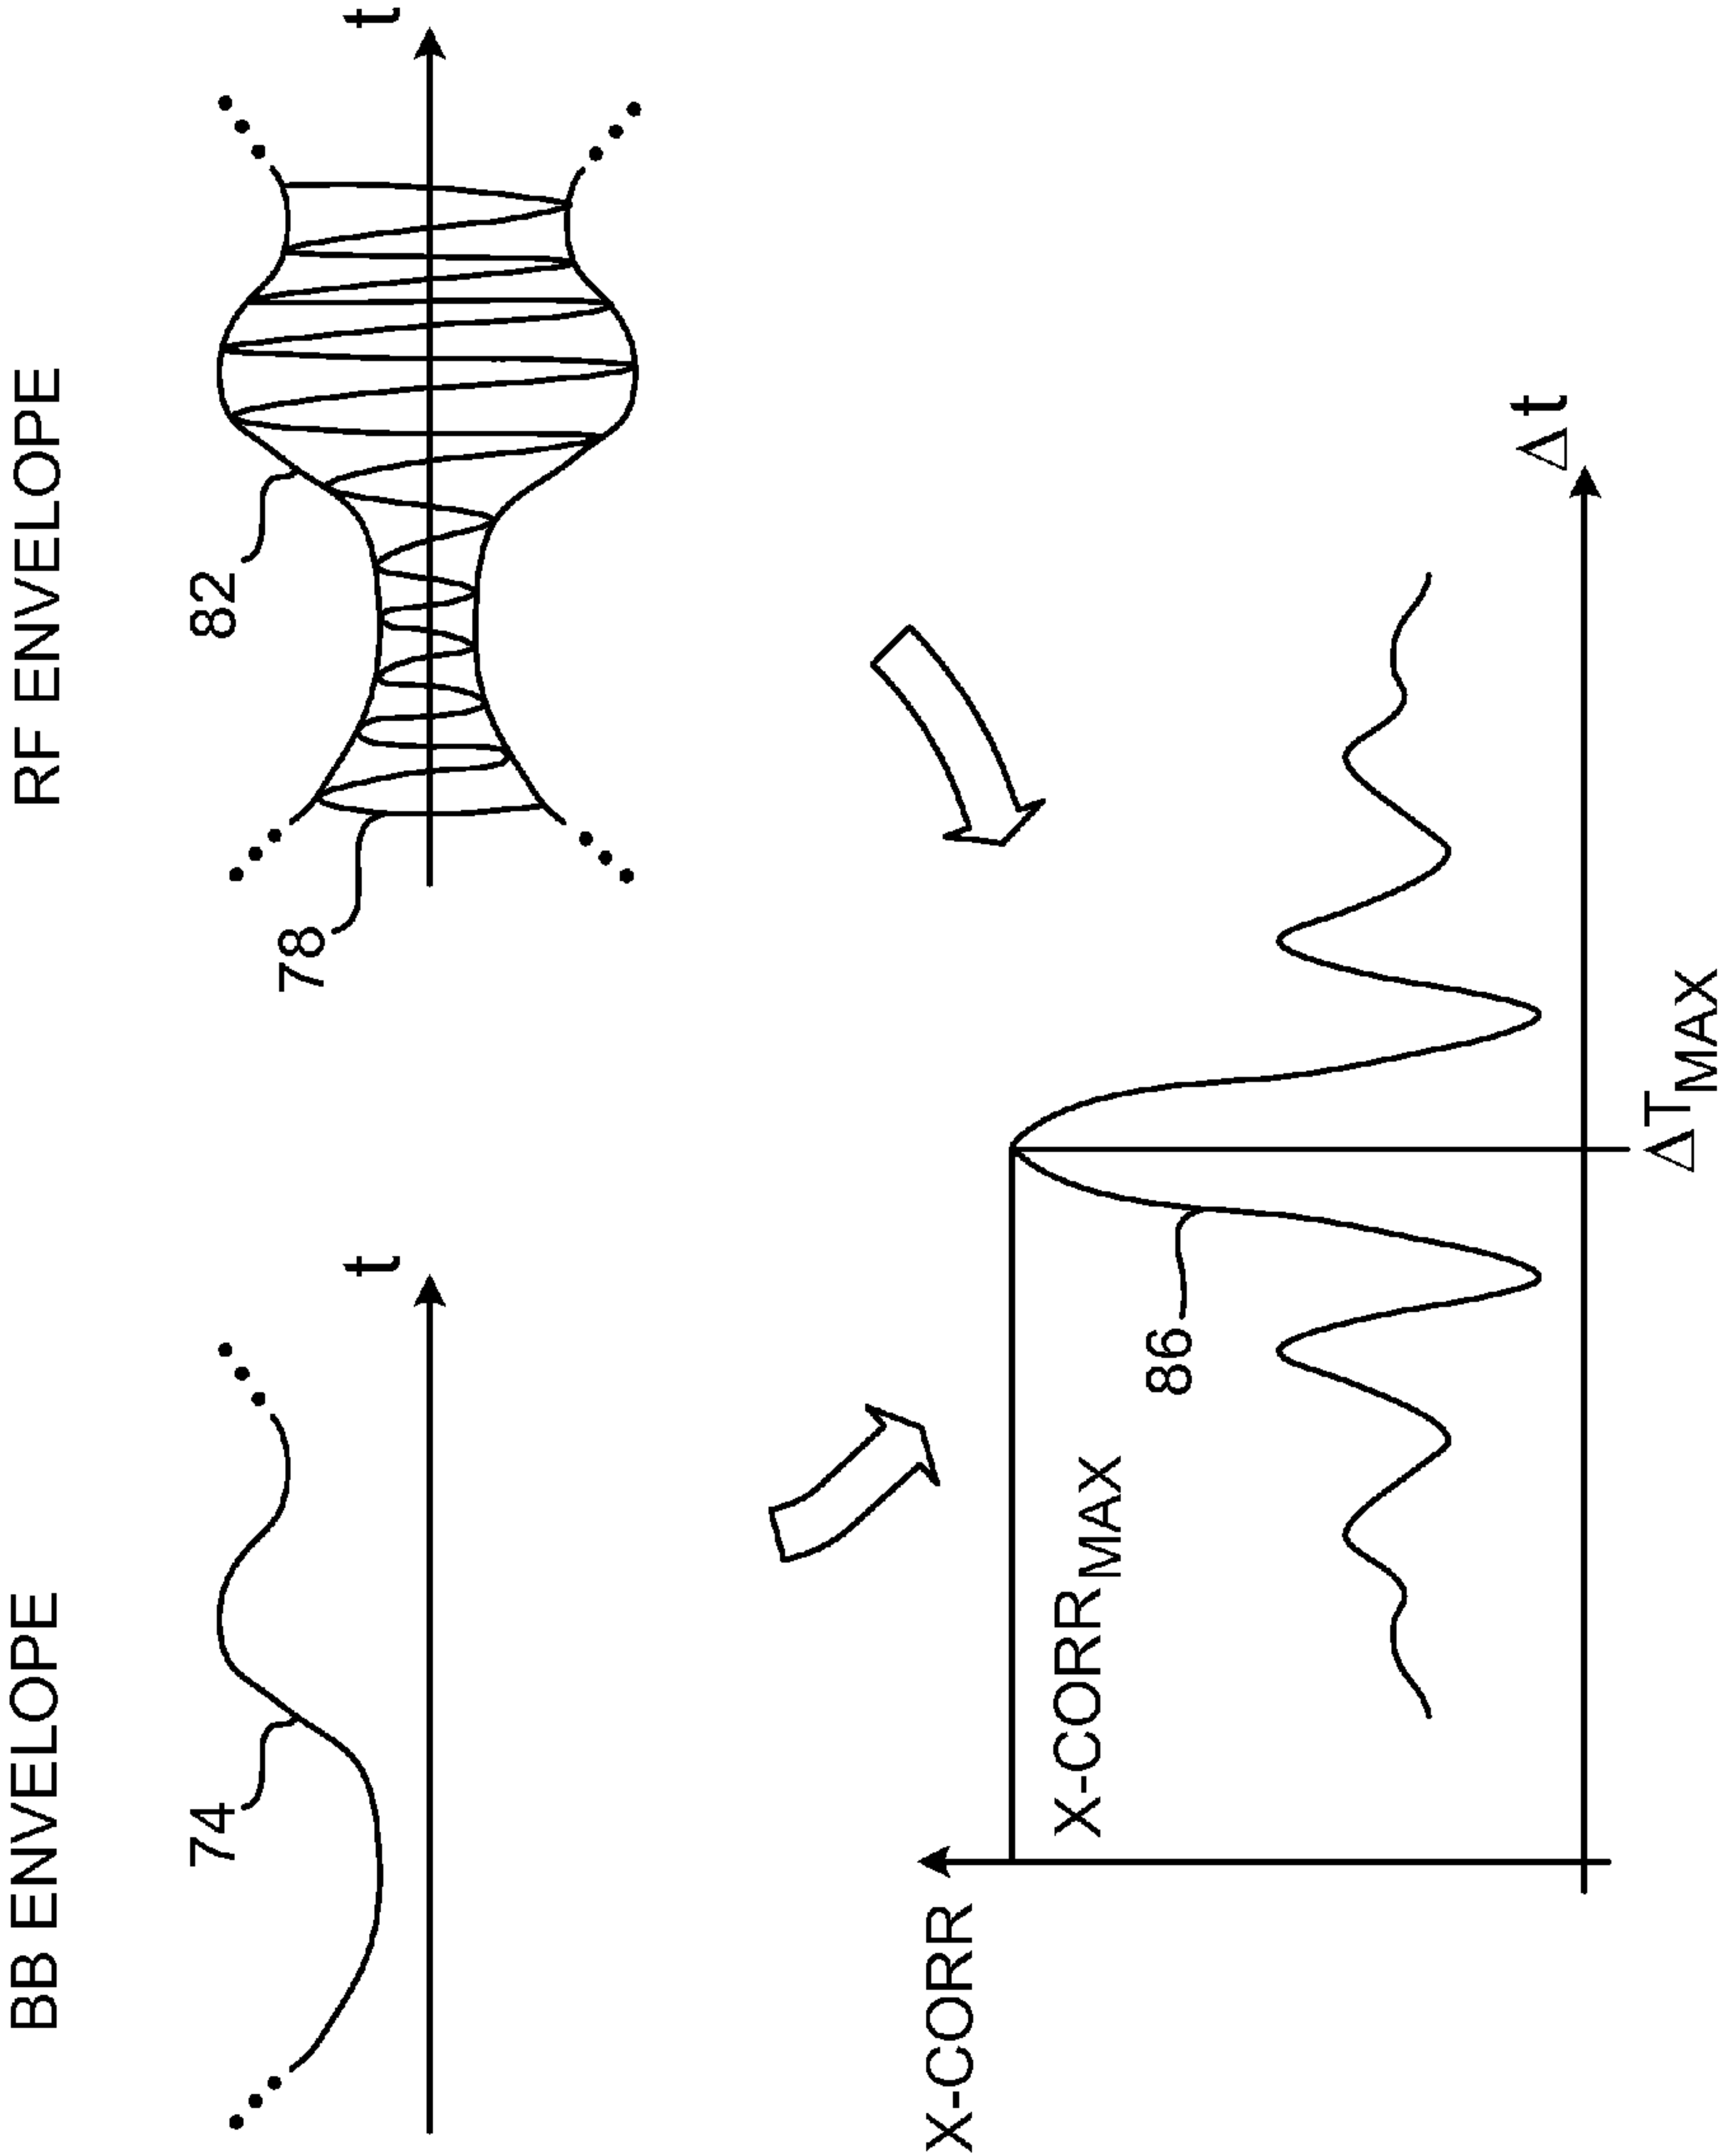 BB ENVELOPE
RF ENVELOPE
74
t
78
82
t
X-CORR
X-CORRMAX
86
Δt
ΔTMAX